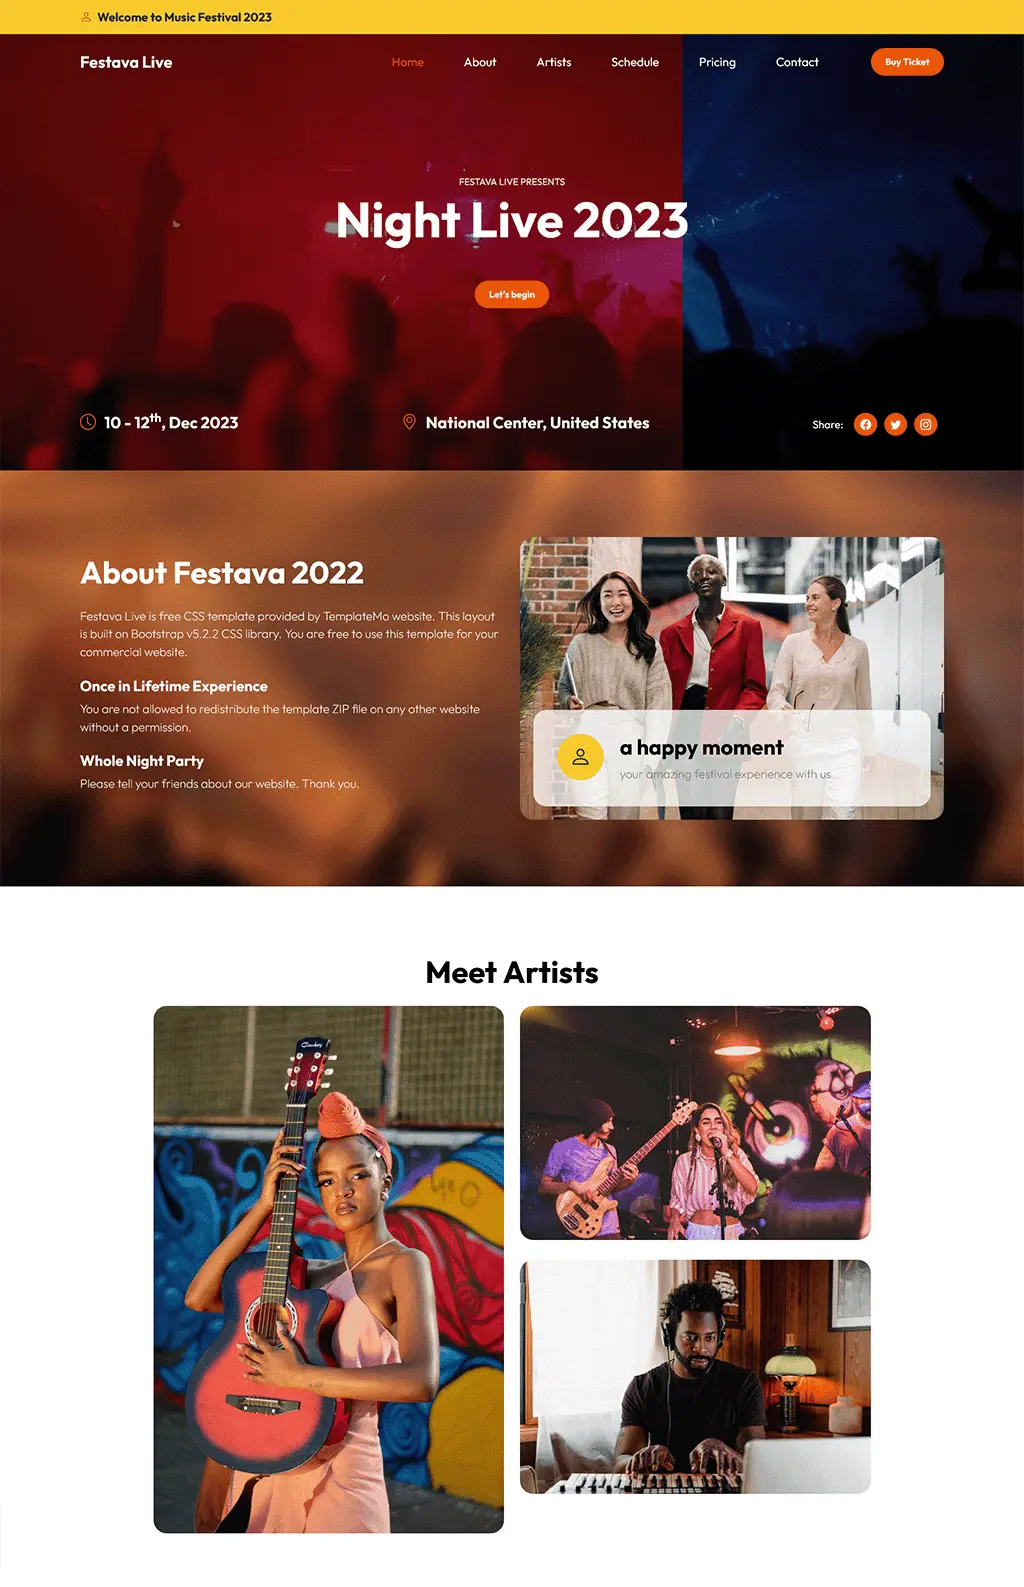 Welcome to Music Festival 2023
Festava Live
Home About Artists Schedule Pricing Contact
Buy Ticket
FESTAVA LIVE PRESENTS
Night Live 2023
Let's begin
10 - 12th, Dec 2023
National Center, United States
Share:
About Festava 2022
Festava Live is free CSS template provided by TemplateMo website. This layout
is built on Bootstrap v5.2.2 CSS library. You are free to use this template for your
commercial website.
Once in Lifetime Experience
You are not allowed to redistribute the template ZIP file on any other website
without a permission.
Whole Night Party
Please tell your friends about our website. Thank you.
a happy moment
your amazing festival experience with us
Meet Artists
Cowboy